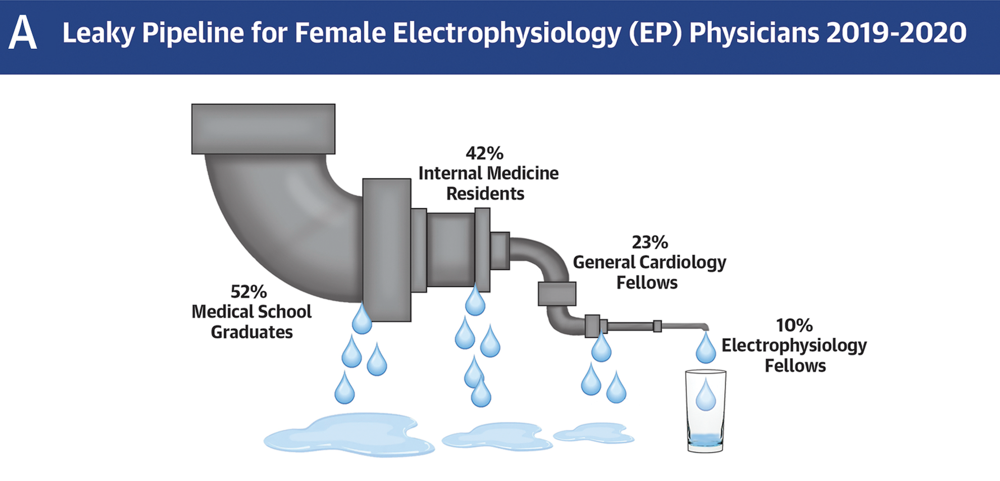 A
Leaky Pipeline for Female Electrophysiology (EP) Physicians 2019-2020
52%
Medical School
Graduates
42%
Internal Medicine
Residents
23%
General Cardiology
Fellows
10%
Electrophysiology
Fellows